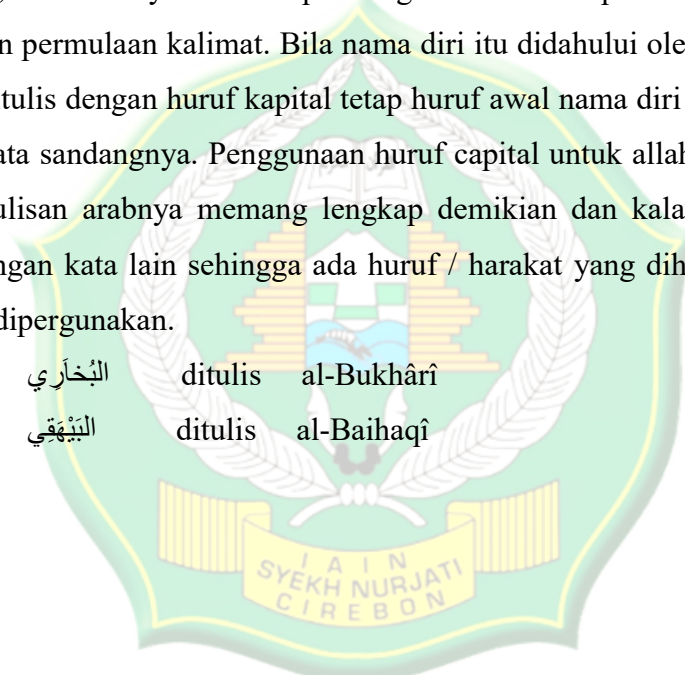 n permulaan kalimat. Bila nama diri itu didahului ole
tulis dengan huruf kapital tetap huruf awal nama diri
ata sandangnya. Penggunaan huruf capital untuk allah
ulisan arabnya memang lengkap demikian dan kala
ngan kata lain sehingga ada huruf / harakat yang dih
dipergunakan.
البُخاَرِي ditulis al-Bukhârî
البَيْهَقِي ditulis al-Baihaqî
I A I N
SYEKH NURJATI
CIREBON